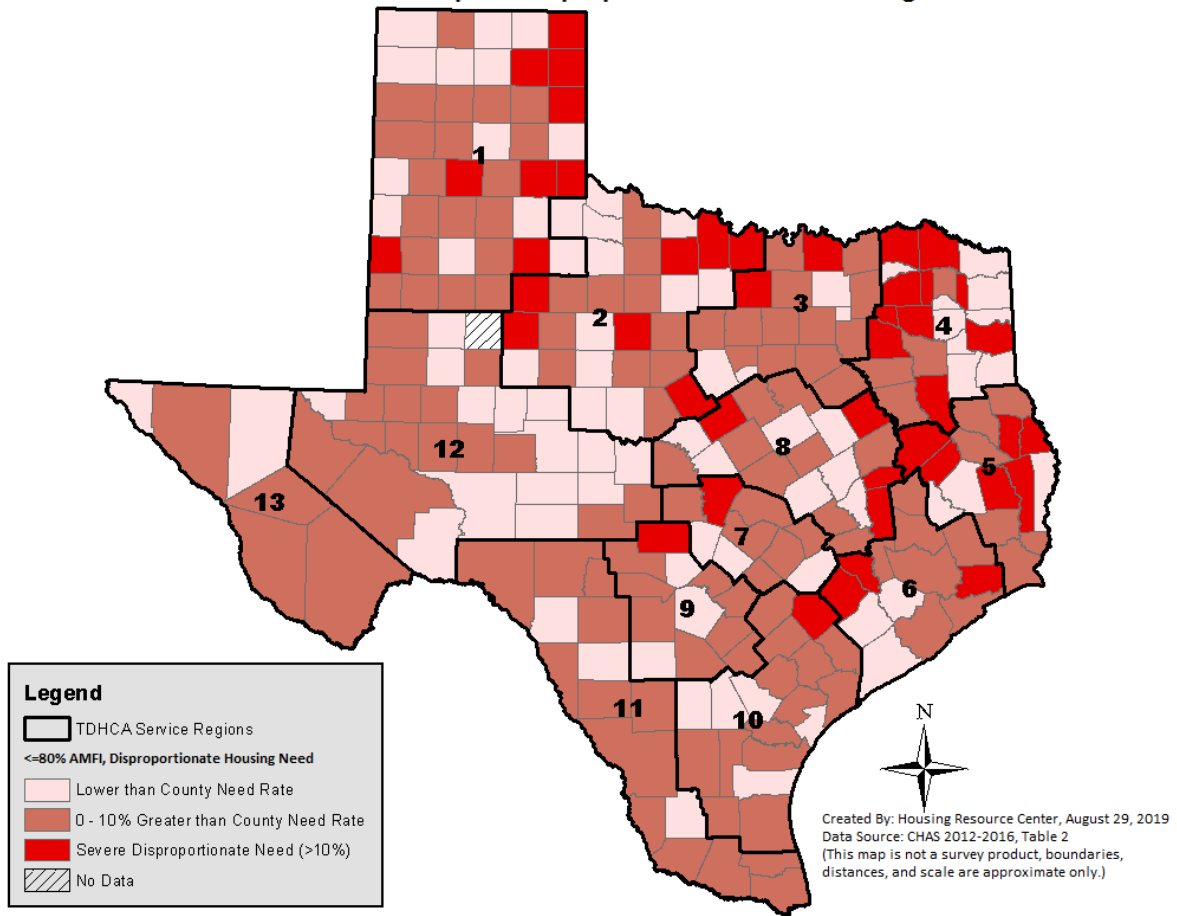 1
2
3
4
12
8
5
13
7
6
9
11
10
Legend
TDHCA Service Regions
<=80% AMFI, Disproportionate Housing Need
Lower than County Need Rate
0 - 10% Greater than County Need Rate
Severe Disproportionate Need (>10%)
No Data
N
Created By: Housing Resource Center, August 29, 2019
Data Source: CHAS 2012-2016, Table 2
(This map is not a survey product, boundaries,
distances, and scale are approximate only.)